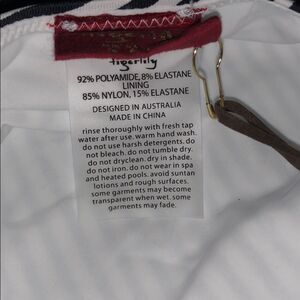 tigerlily
92% POLYAMIDE, 8% ELASTANE
LINING
85% NYLON, 15% ELASTANE
DESIGNED IN AUSTRALIA
MADE IN CHINA
rinse thoroughly with fresh tap
water after use. warm hand wash.
do not use harsh detergents. do
not bleach. do not tumble dry.
do not dryclean. dry in shade.
do not iron. do not wear in spa
and heated pools. avoid suntan
lotions and rough surfaces.
some garments may become
transparent when wet. some
garments may fade.